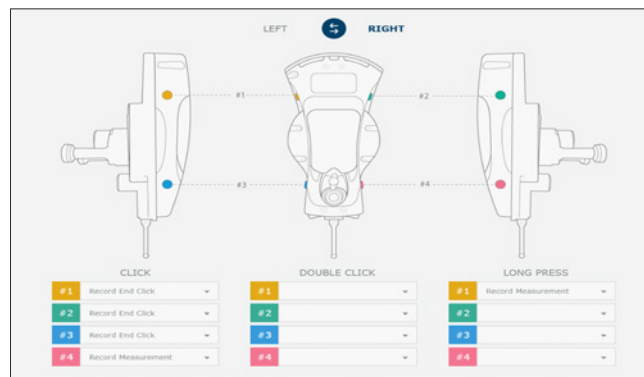 LEFT RIGHT
#1 #2
#3 #4
CLICK DOUBLE CLICK LONG PRESS
#1 Record End Click #1 #1 Record Measurement
#2 Record End Click #2 #2
#3 Record End Click #3 #3
#4 Record Measurement #4 #4